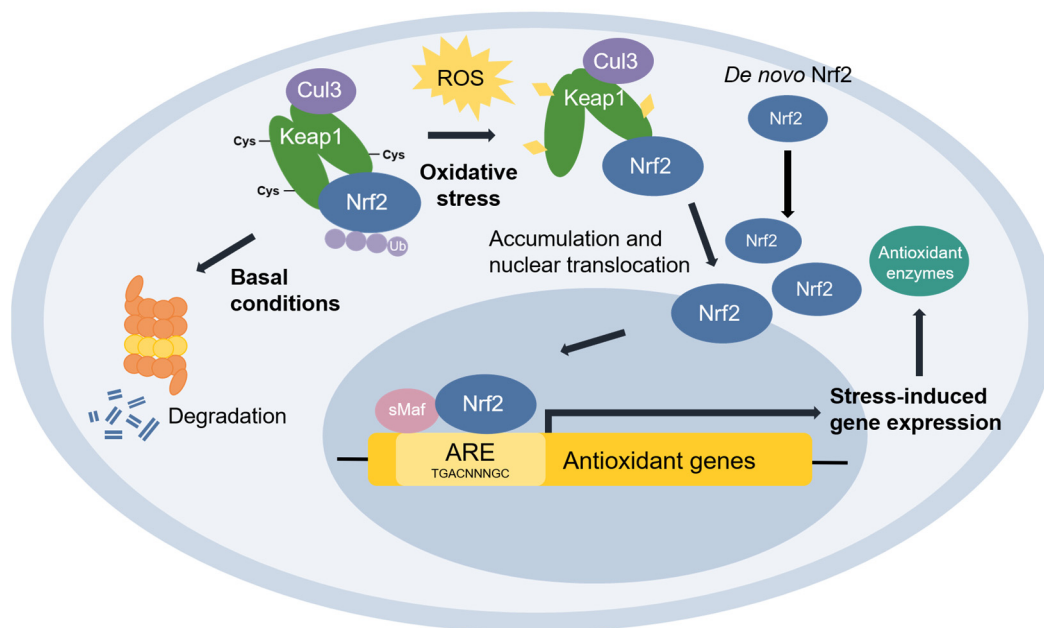 Cul3
Keap1
Cys
Cys
Cys
Nrf2
Ub
ROS
Oxidative
stress
Cul3
Keap1
Nrf2
De novo Nrf2
Nrf2
Accumulation and
nuclear translocation
Nrf2
Nrf2
Nrf2
Antioxidant
enzymes
Basal
conditions
Degradation
sMaf
Nrf2
ARE
TGACNNNGC
Antioxidant genes
Stress-induced
gene expression